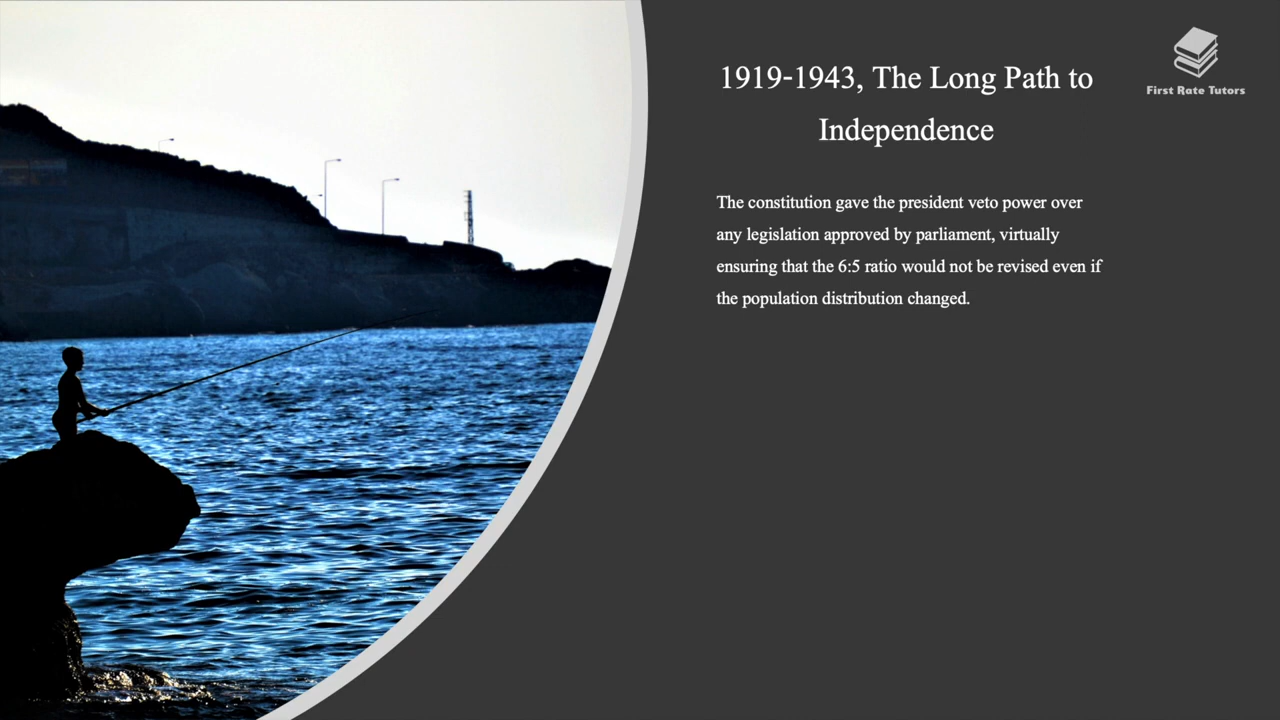 1919-1943, The Long Path to
Independence
First Rate Tutors
The constitution gave the president veto power over
any legislation approved by parliament, virtually
ensuring that the 6:5 ratio would not be revised even if
the population distribution changed.